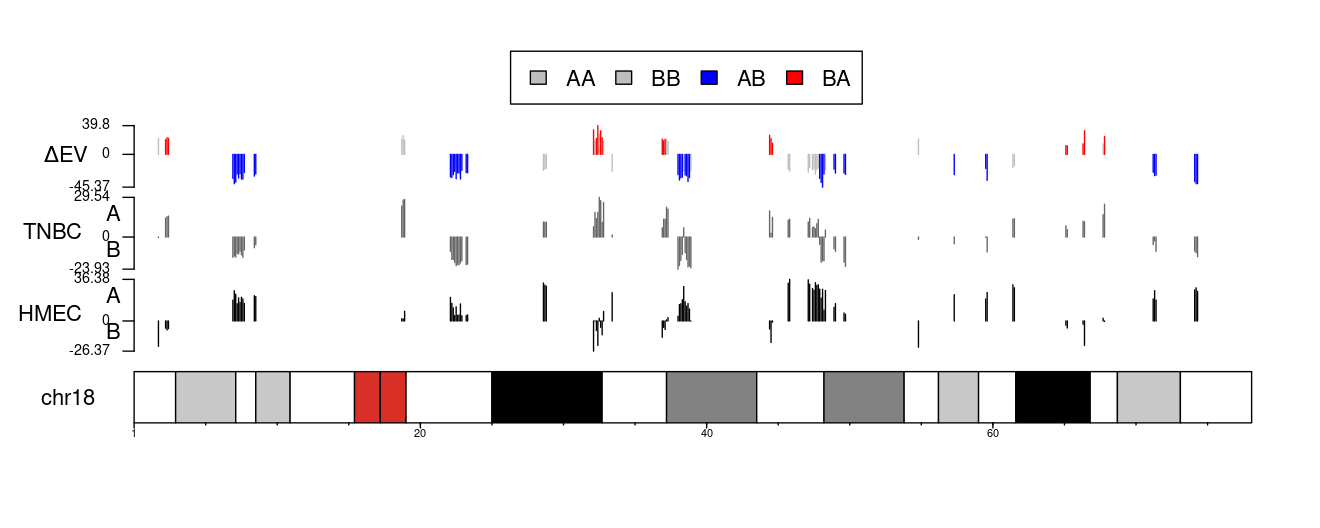 AA BB AB BA
39.8
ΔEV 0
-45.37
29.54
A
TNBC 0
B
-23.93
36.38
A
HMEC 0
B
-26.37
chr18
1 20 40 60